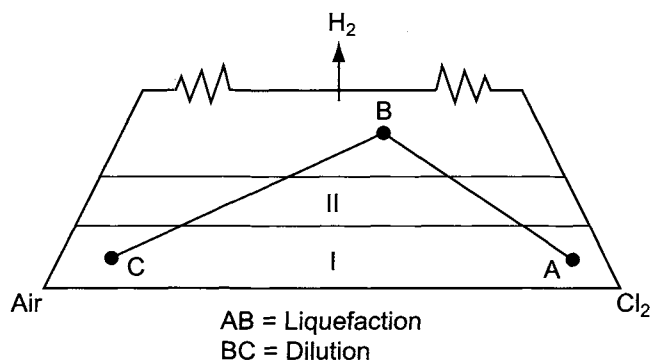 H₂
B
II
C I A
Air Cl₂
AB = Liquefaction
BC = Dilution